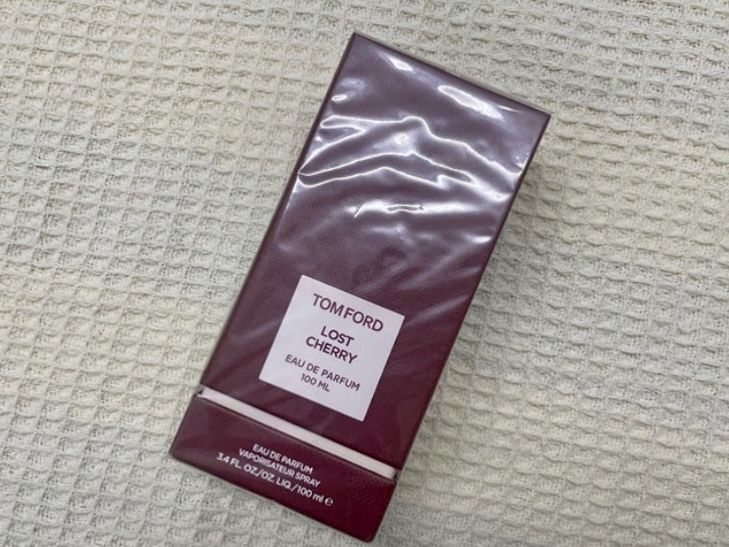 TOM FORD
LOST
CHERRY
EAU DE PARFUM
100 ML
EAU DE PARFUM
VAPORISATEUR SPRAY
3.4 FL. OZ./OZ. LIQ./100 ml ℮